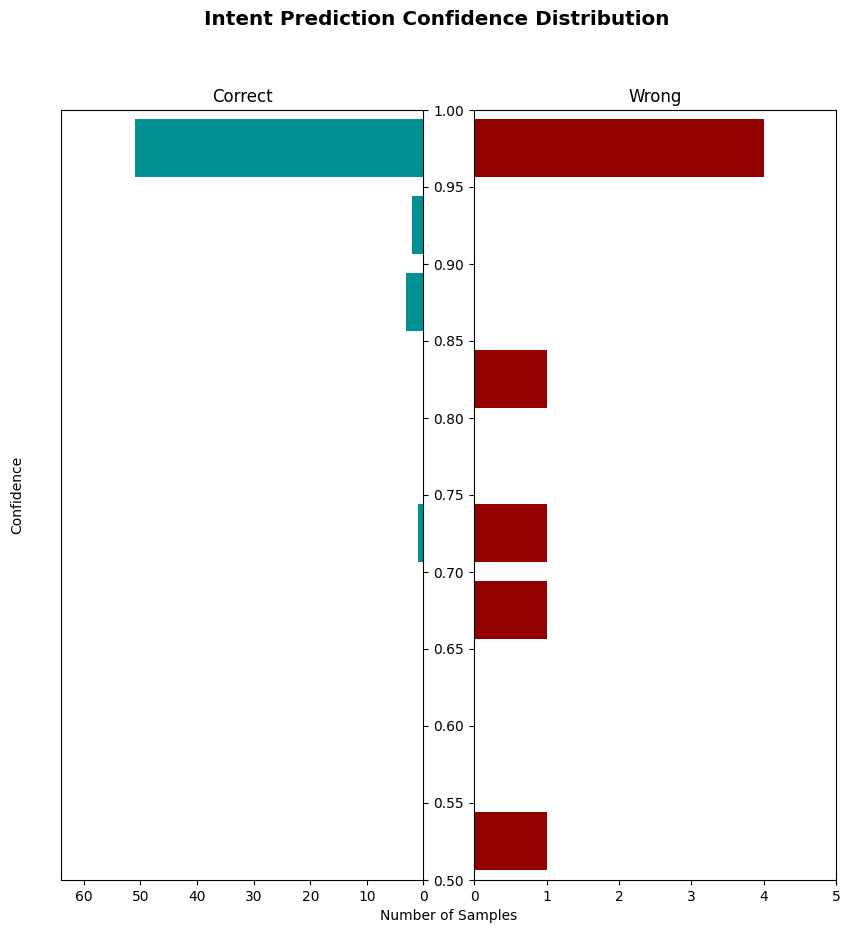 Intent Prediction Confidence Distribution
Correct
Wrong
1.00
0.95
0.90
0.85
0.80
0.75
0.70
0.65
0.60
0.55
0.50
Confidence
60 50 40 30 20 10 0
0 1 2 3 4 5
Number of Samples